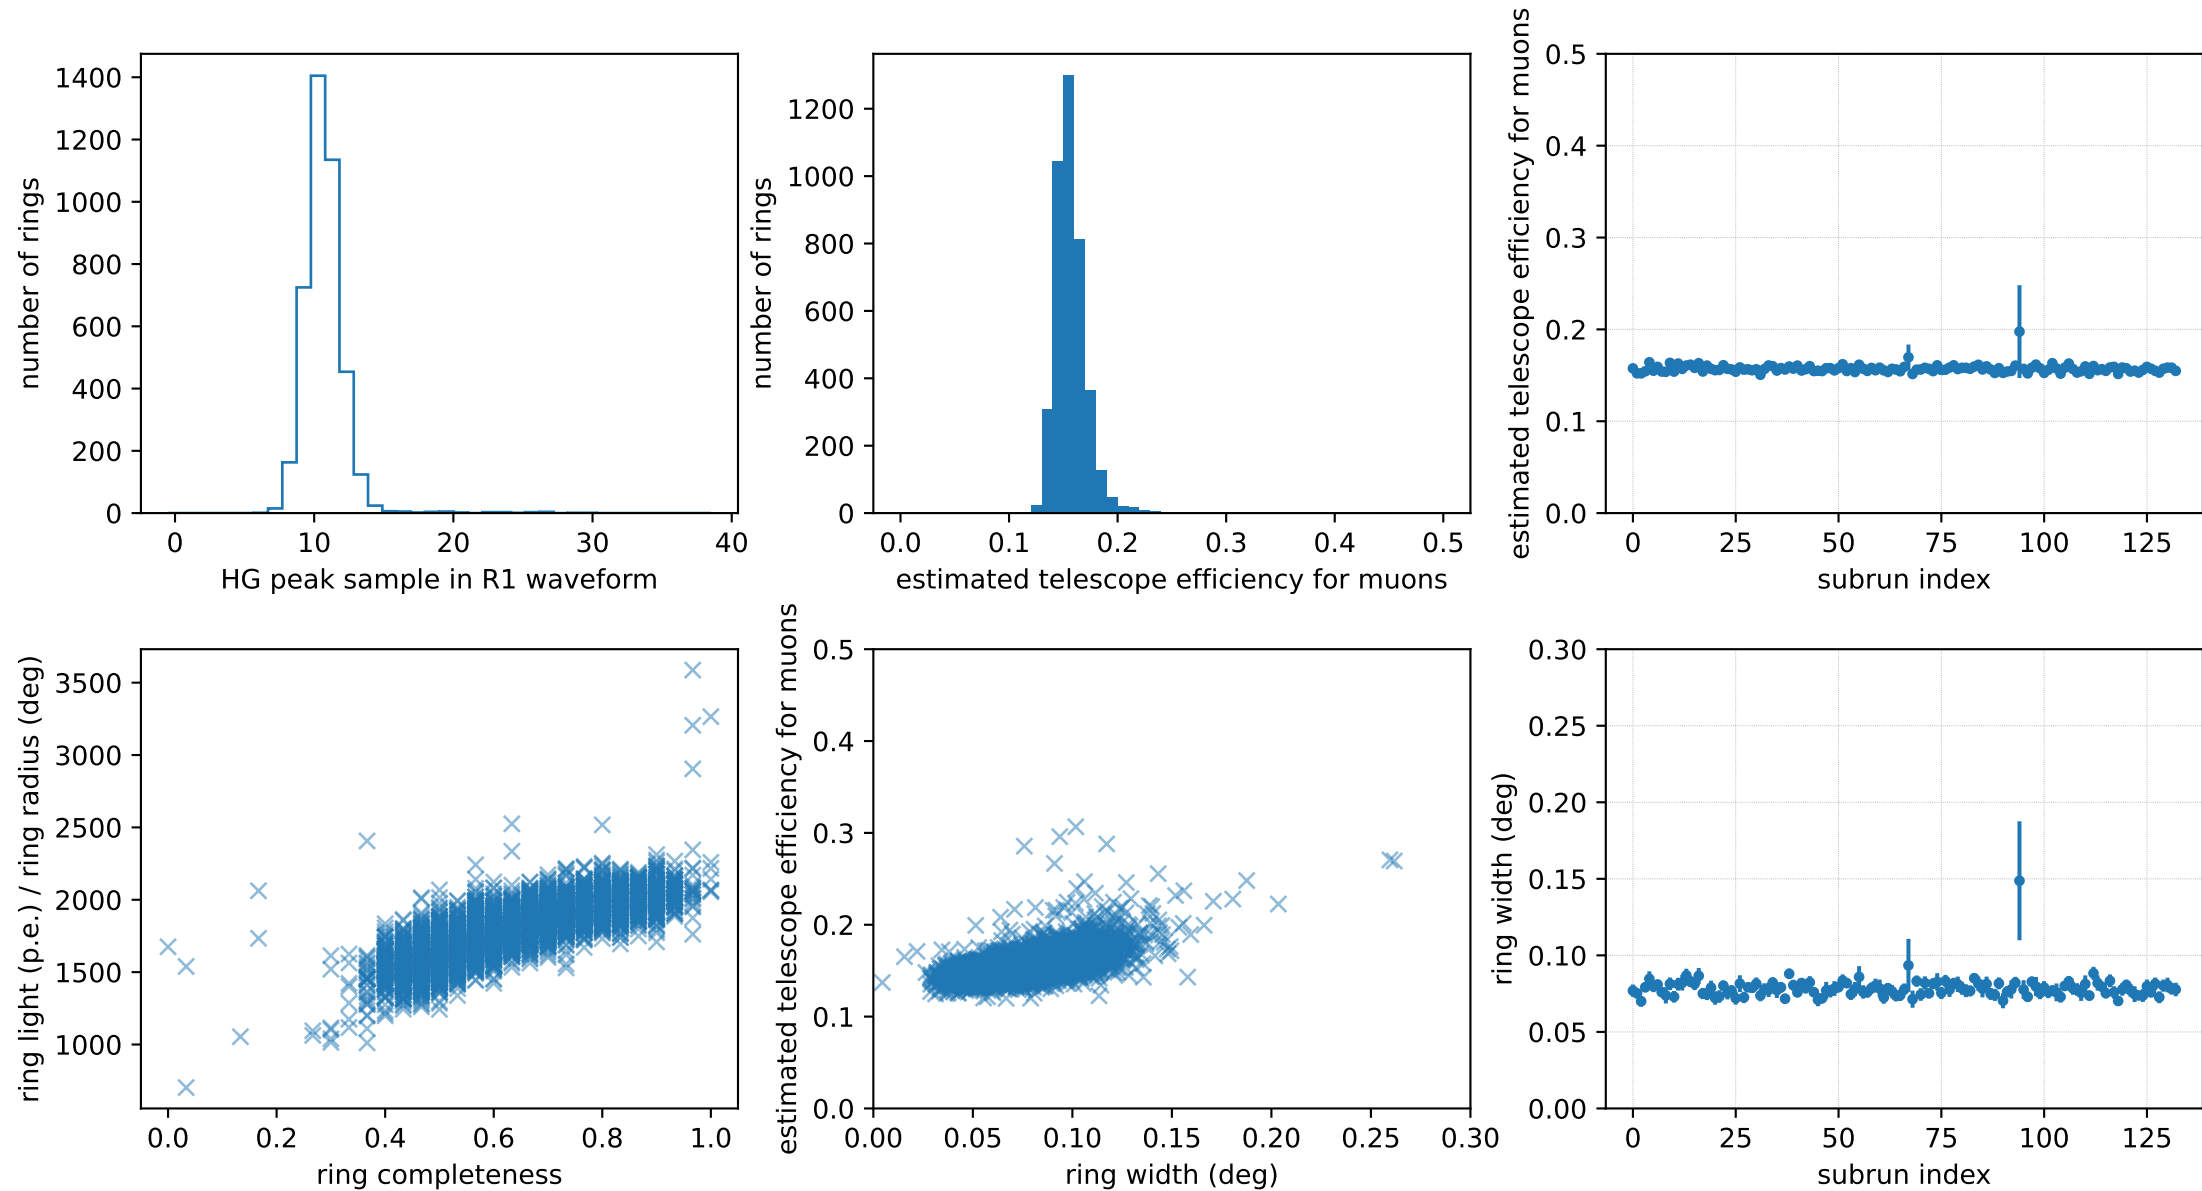 number of rings
1400
1200
1000
800
600
400
200
0
0 10 20 30 40
HG peak sample in R1 waveform
number of rings
1200
1000
800
600
400
200
0
0.0 0.1 0.2 0.3 0.4 0.5
estimated telescope efficiency for muons
estimated telescope efficiency for muons
0.5
0.4
0.3
0.2
0.1
0.0
0 25 50 75 100 125
subrun index
ring light (p.e.) / ring radius (deg)
3500
3000
2500
2000
1500
1000
0.0 0.2 0.4 0.6 0.8 1.0
ring completeness
estimated telescope efficiency for muons
0.5
0.4
0.3
0.2
0.1
0.0
0.00 0.05 0.10 0.15 0.20 0.25 0.30
ring width (deg)
ring width (deg)
0.30
0.25
0.20
0.15
0.10
0.05
0.00
0 25 50 75 100 125
subrun index